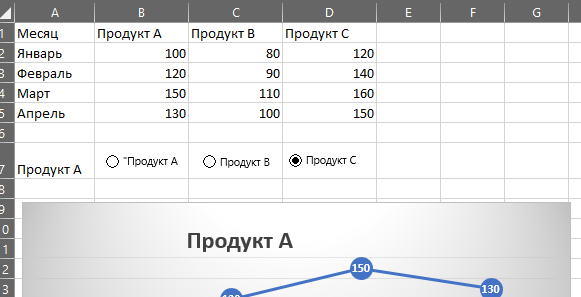 A B C D E F G
1 Месяц Продукт A Продукт B Продукт C
2 Январь 100 80 120
3 Февраль 120 90 140
4 Март 150 110 160
5 Апрель 130 100 150
6
7 Продукт A "Продукт A Продукт B Продукт C
8
9
0 Продукт A
1
2 150
3 130